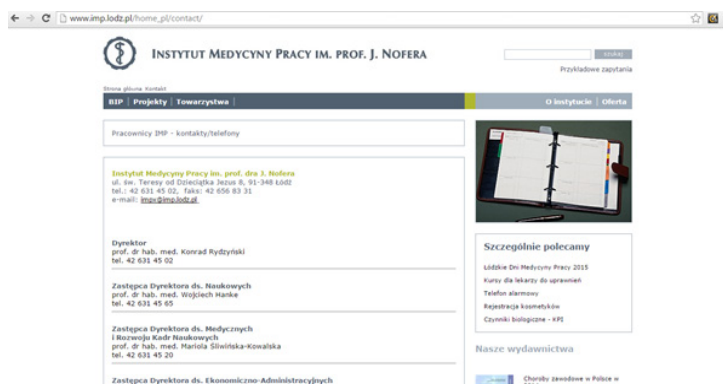 www.imp.lodz.pl/home_pl/contact/
INSTYTUT MEDYCYNY PRACY IM. PROF. J. NOFERA
szukaj
Przykładowe zapytania
Strona główna Kontakt
BIP | Projekty | Towarzystwa |
O instytucie | Oferta
Pracownicy IMP - kontakty/telefony
Instytut Medycyny Pracy im. prof. dra J. Nofera
ul. św. Teresy od Dzieciątka Jezus 8, 91-348 Łódź
tel.: 42 631 45 02, faks: 42 656 83 31
e-mail: impx@imp.lodz.pl
Dyrektor
prof. dr hab. med. Konrad Rydzyński
tel. 42 631 45 02
Zastępca Dyrektora ds. Naukowych
prof. dr hab. med. Wojciech Hanke
tel. 42 631 45 65
Zastępca Dyrektora ds. Medycznych
i Rozwoju Kadr Naukowych
prof. dr hab. med. Mariola Śliwińska-Kowalska
tel. 42 631 45 20
Zastępca Dyrektora ds. Ekonomiczno-Administracyjnych
Szczególnie polecamy
Łódzkie Dni Medycyny Pracy 2015
Kursy dla lekarzy do uprawnień
Telefon alarmowy
Rejestracja kosmetyków
Czynniki biologiczne - KPI
Nasze wydawnictwa
Choroby zawodowe w Polsce w